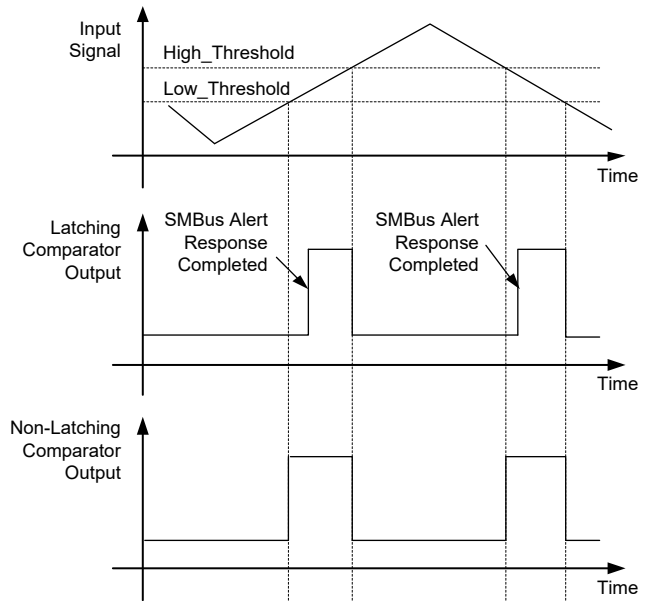 Input
Signal
High_Threshold
Low_Threshold
Time
Latching
Comparator
Output
SMBus Alert
Response
Completed
SMBus Alert
Response
Completed
Time
Non-Latching
Comparator
Output
Time